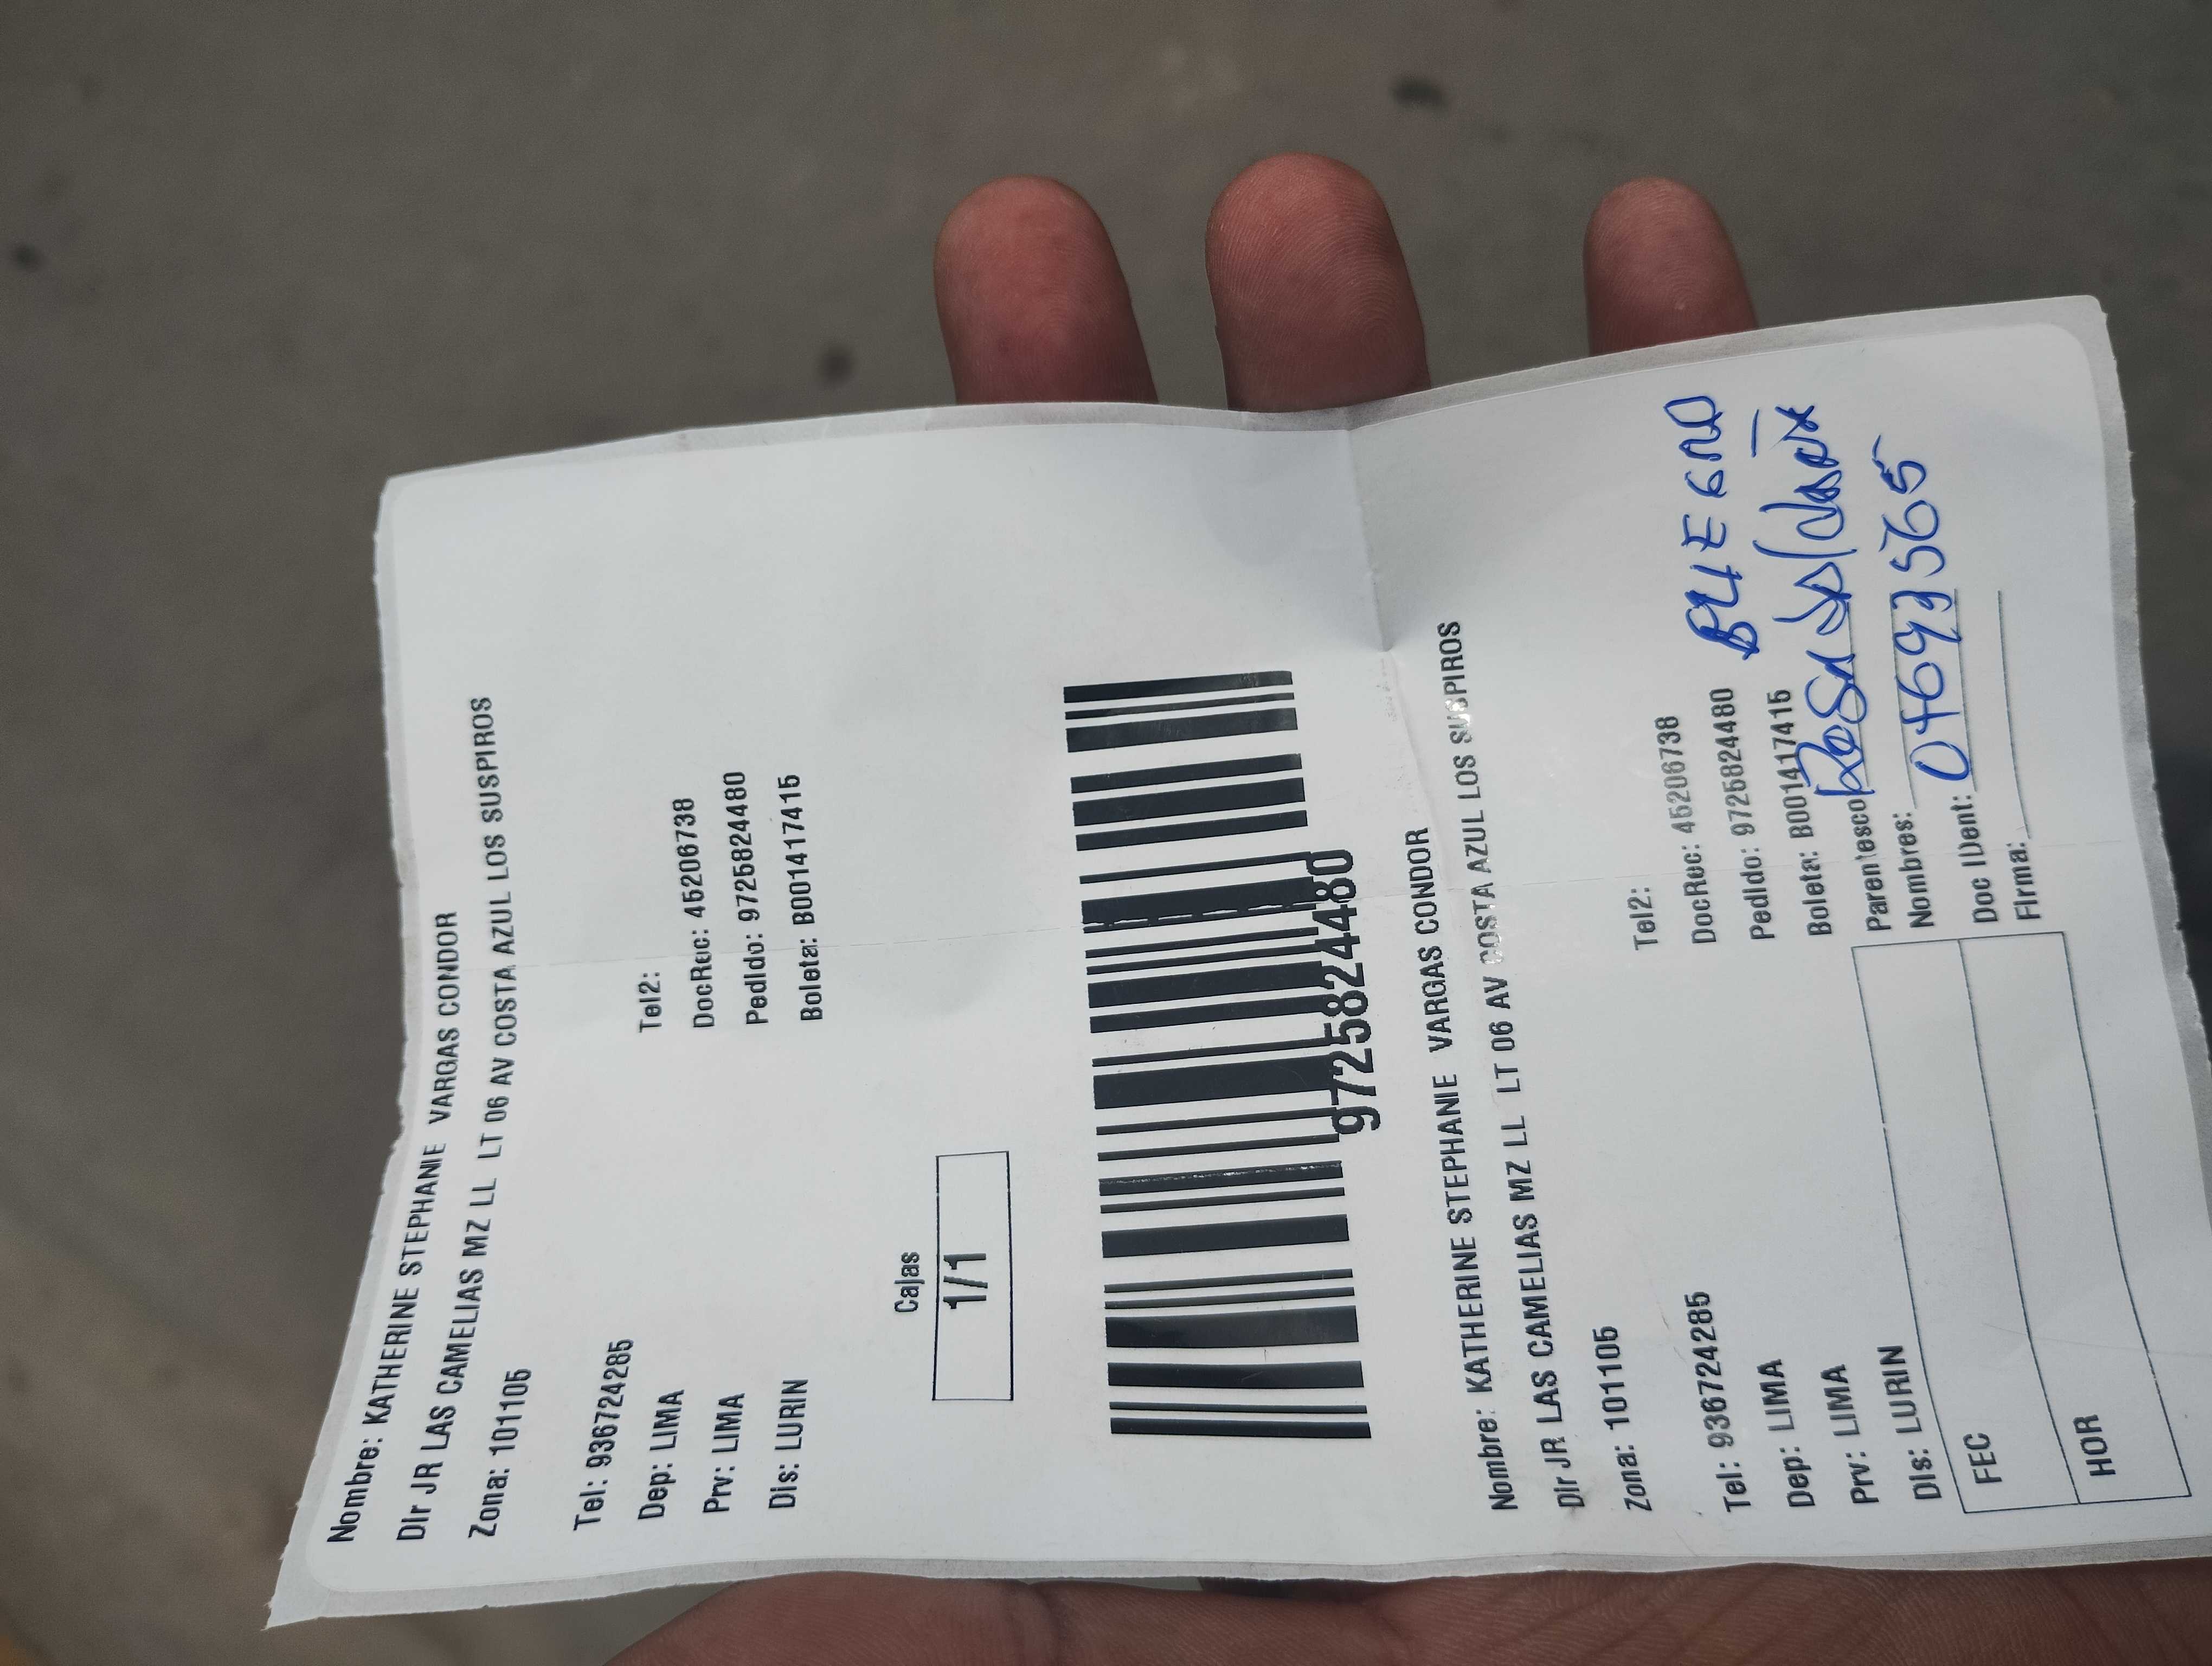 Nombre: KATHERINE STEPHANIE VARGAS CONDOR
Dir JR LAS CAMELIAS MZ LL LT 06 AV COSTA AZUL LOS SUSPIROS
Zona: 101105
Tel: 936724285 Tel2:
Dep: LIMA DocRec: 45206738
Prv: LIMA Pedido: 9725824480
Dis: LURIN Boleta: B001417415
Cajas
1/1
9725824480
Nombre: KATHERINE STEPHANIE VARGAS CONDOR
Dir JR LAS CAMELIAS MZ LL LT 06 AV COSTA AZUL LOS SUSPIROS
Zona: 101105
Tel: 936724285 Tel2:
Dep: LIMA DocRec: 45206738
Prv: LIMA Pedido: 9725824480
Dis: LURIN Boleta: B001417415
Parentesco
Nombres: Rosa
Doc IDent:
Firma:
FEC
HOR